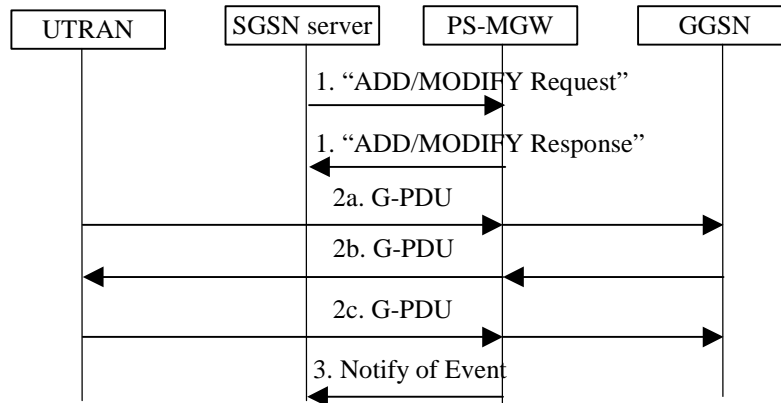 UTRAN
SGSN server
PS-MGW
GGSN
1. “ADD/MODIFY Request”
1. “ADD/MODIFY Response”
2a. G-PDU
2b. G-PDU
2c. G-PDU
3. Notify of Event